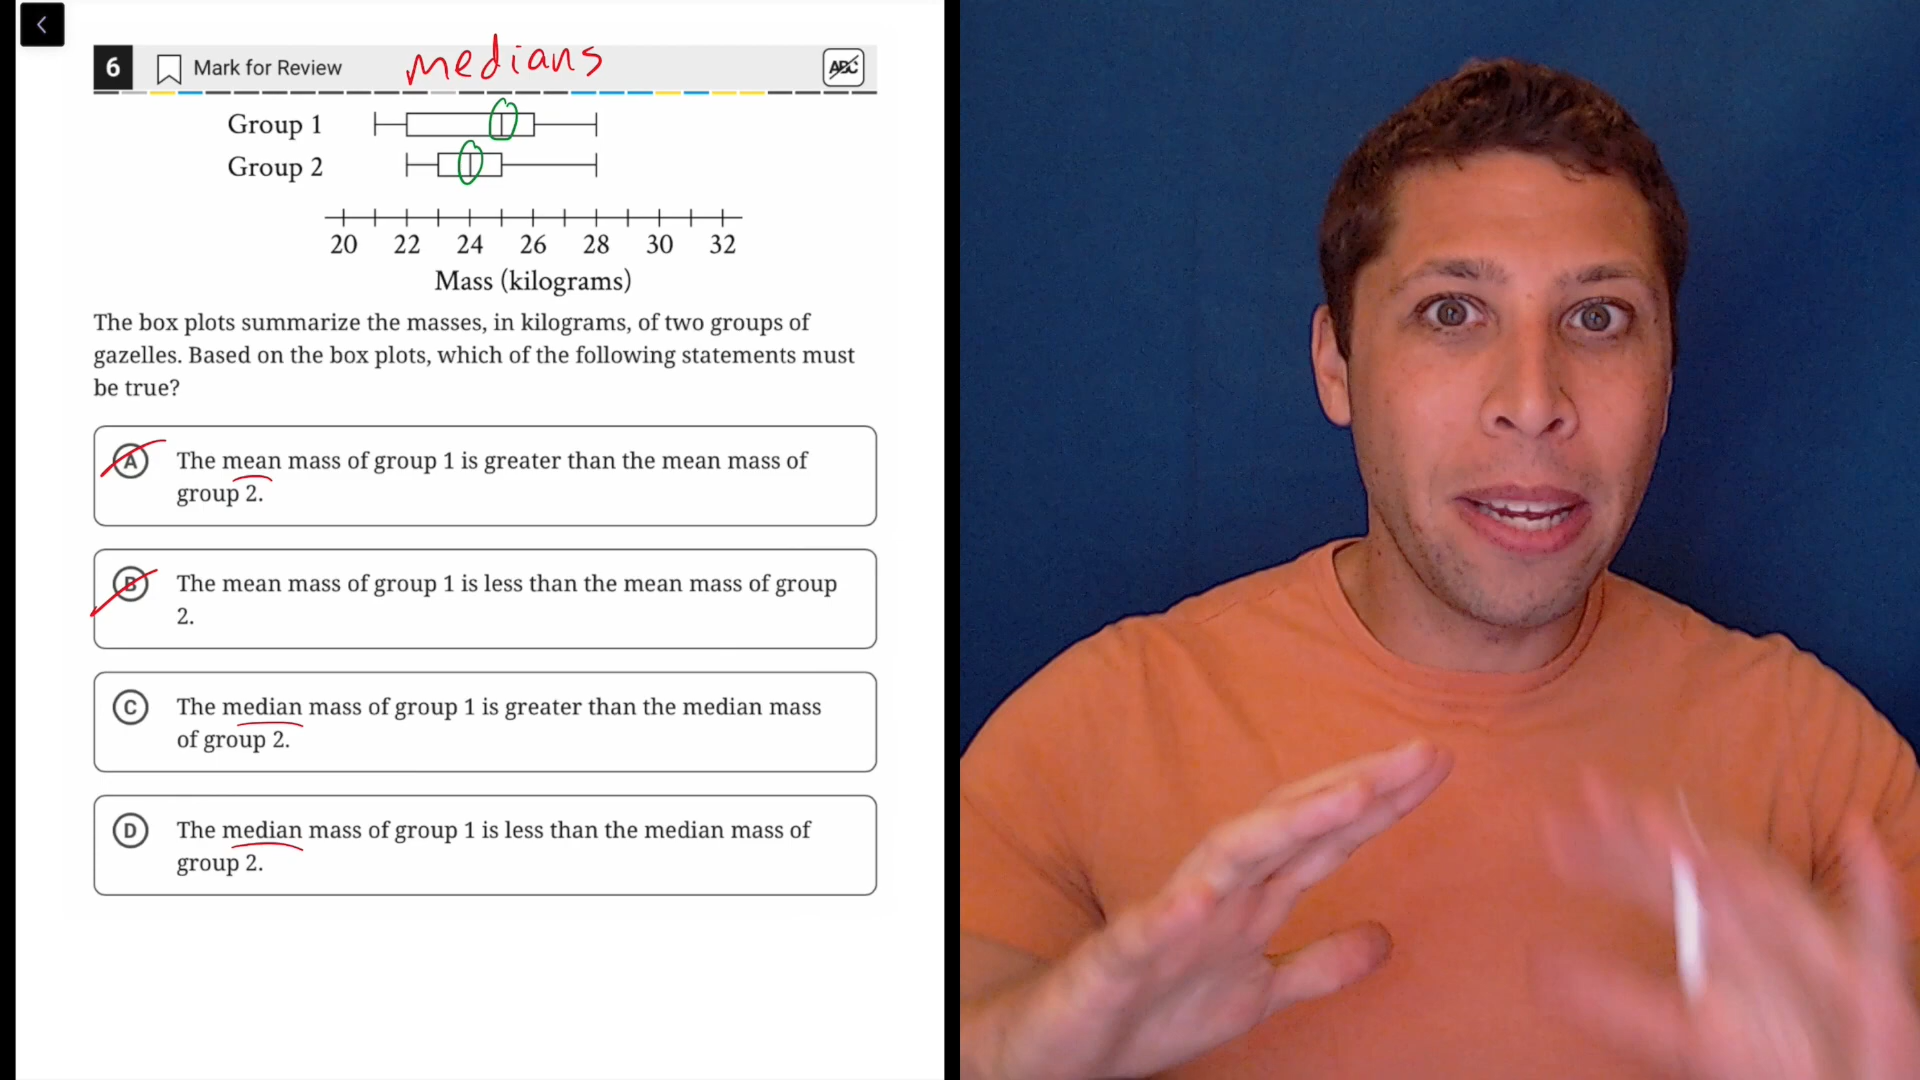 6 Mark for Review medians ABC
Group 1
Group 2
20 22 24 26 28 30 32
Mass (kilograms)
The box plots summarize the masses, in kilograms, of two groups of
gazelles. Based on the box plots, which of the following statements must
be true?
A The mean mass of group 1 is greater than the mean mass of
group 2.
B The mean mass of group 1 is less than the mean mass of group
2.
C The median mass of group 1 is greater than the median mass
of group 2.
D The median mass of group 1 is less than the median mass of
group 2.